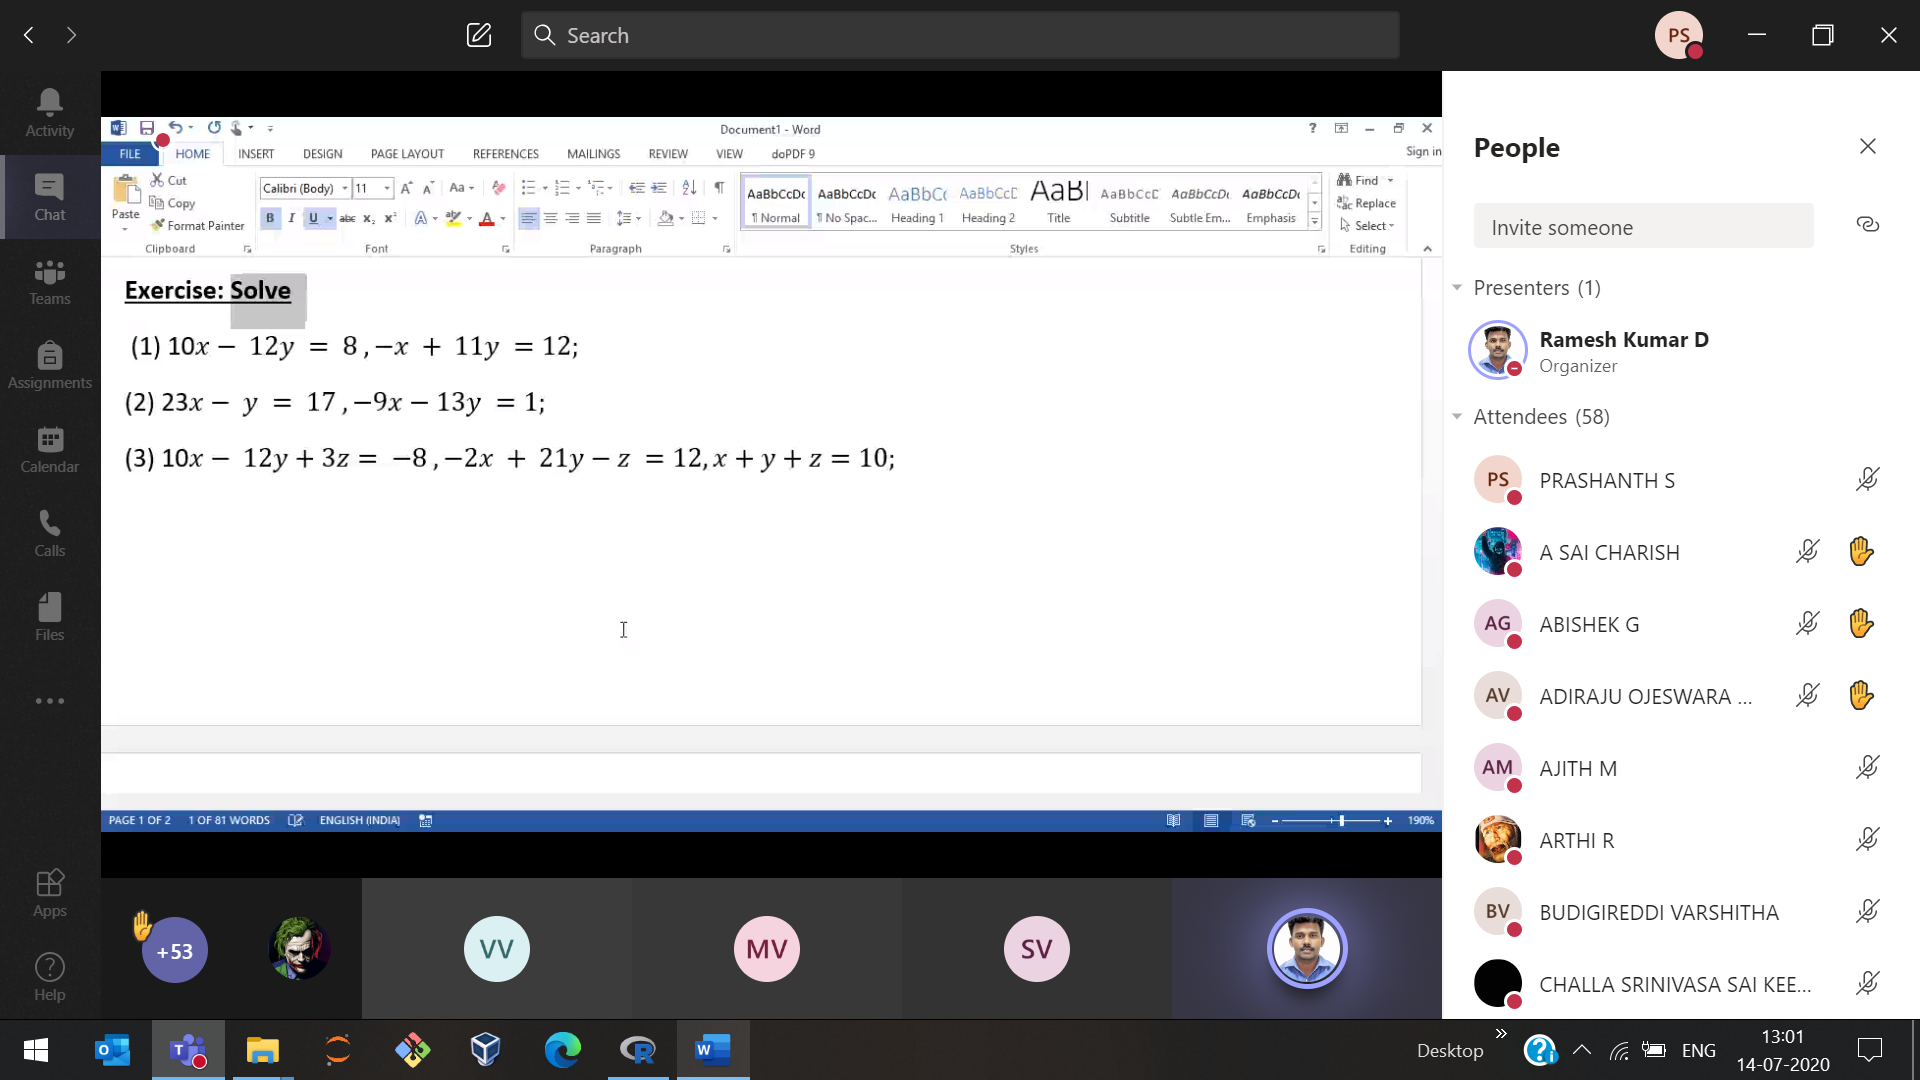 Search
PS
Activity
Chat
Teams
Assignments
Calendar
Calls
Files
Apps
Help
Document1 - Word
Sign in
FILE HOME INSERT DESIGN PAGE LAYOUT REFERENCES MAILINGS REVIEW VIEW doPDF 9
Paste
Cut
Copy
Format Painter
Clipboard
Calibri (Body) 11
Font
Paragraph
AaBbCcDc AaBbCcDc AaBbC( AaBbCcD AaB AaBbCcC AaBbCcDc AaBbCcDc
¶ Normal ¶ No Spac... Heading 1 Heading 2 Title Subtitle Subtle Em... Emphasis
Styles
Find
Replace
Select
Editing
Exercise: Solve
(1) 10x − 12y = 8 , −x + 11y = 12;
(2) 23x − y = 17 , −9x − 13y = 1;
(3) 10x − 12y + 3z = −8 , −2x + 21y − z = 12, x + y + z = 10;
PAGE 1 OF 2 1 OF 81 WORDS ENGLISH (INDIA) 190%
+53
VV
MV
SV
People
Invite someone
Presenters (1)
Ramesh Kumar D
Organizer
Attendees (58)
PS PRASHANTH S
A SAI CHARISH
AG ABISHEK G
AV ADIRAJU OJESWARA ...
AM AJITH M
ARTHI R
BV BUDIGIREDDI VARSHITHA
CHALLA SRINIVASA SAI KEE...
Desktop
ENG
13:01
14-07-2020